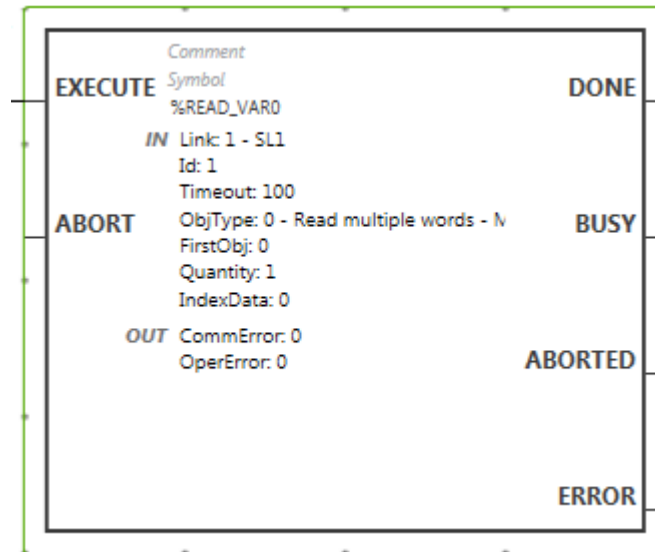 Comment
EXECUTE Symbol DONE
%READ_VAR0
IN Link: 1 - SL1
Id: 1
Timeout: 100
ABORT ObjType: 0 - Read multiple words - M BUSY
FirstObj: 0
Quantity: 1
IndexData: 0
OUT CommError: 0
OperError: 0 ABORTED
ERROR